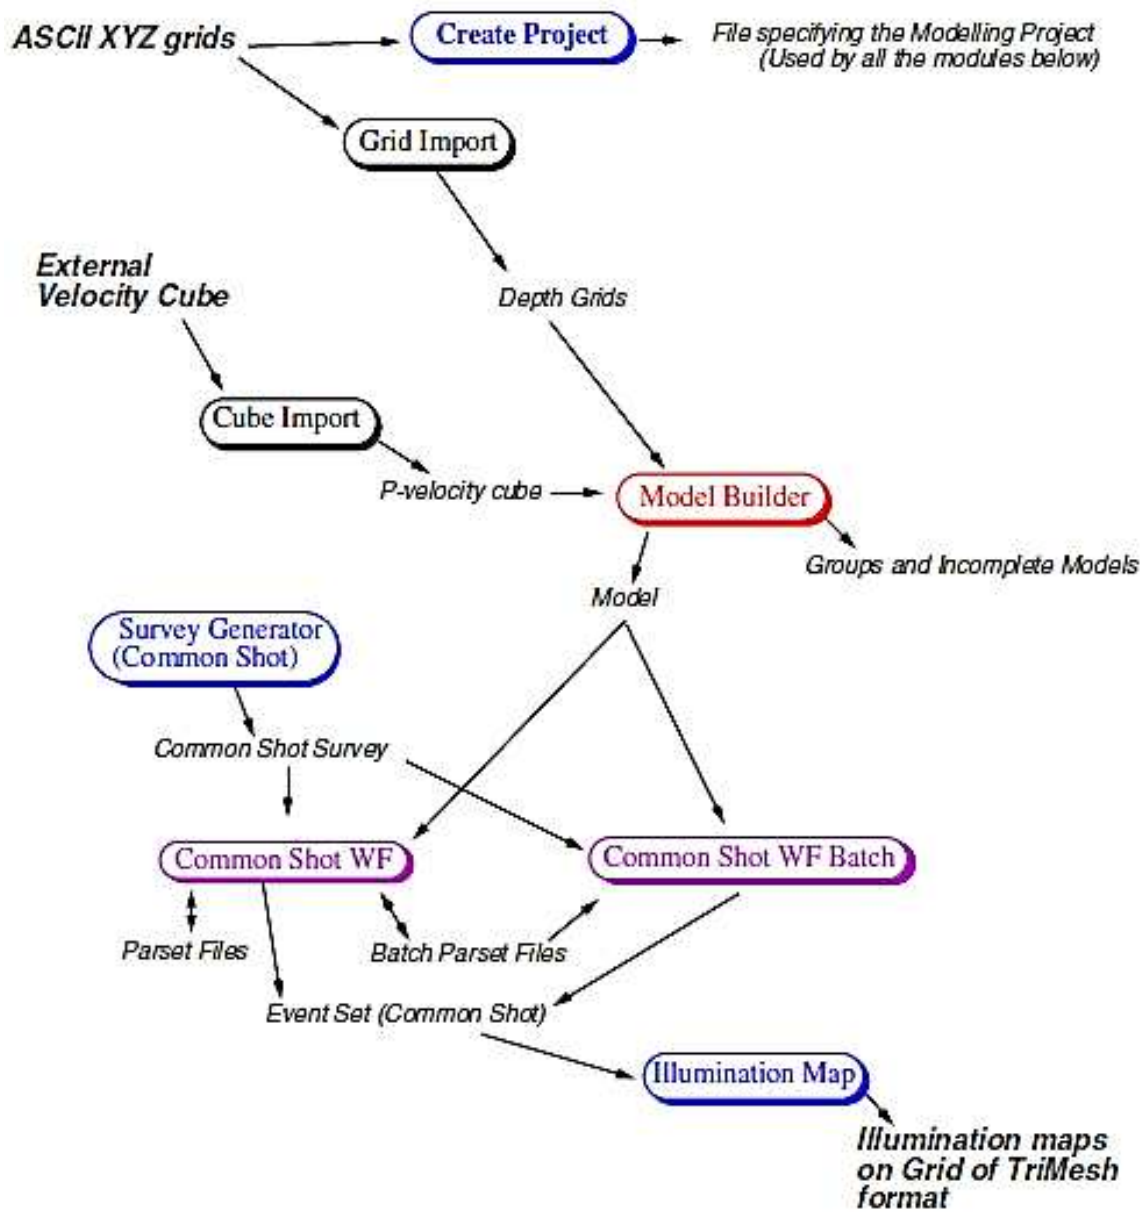 ASCII XYZ grids
Create Project
File specifying the Modelling Project
(Used by all the modules below)
Grid Import
External
Velocity Cube
Depth Grids
Cube Import
P-velocity cube
Model Builder
Groups and Incomplete Models
Model
Survey Generator
(Common Shot)
Common Shot Survey
Common Shot WF
Common Shot WF Batch
Parset Files
Batch Parset Files
Event Set (Common Shot)
Illumination Map
Illumination maps
on Grid of TriMesh
format